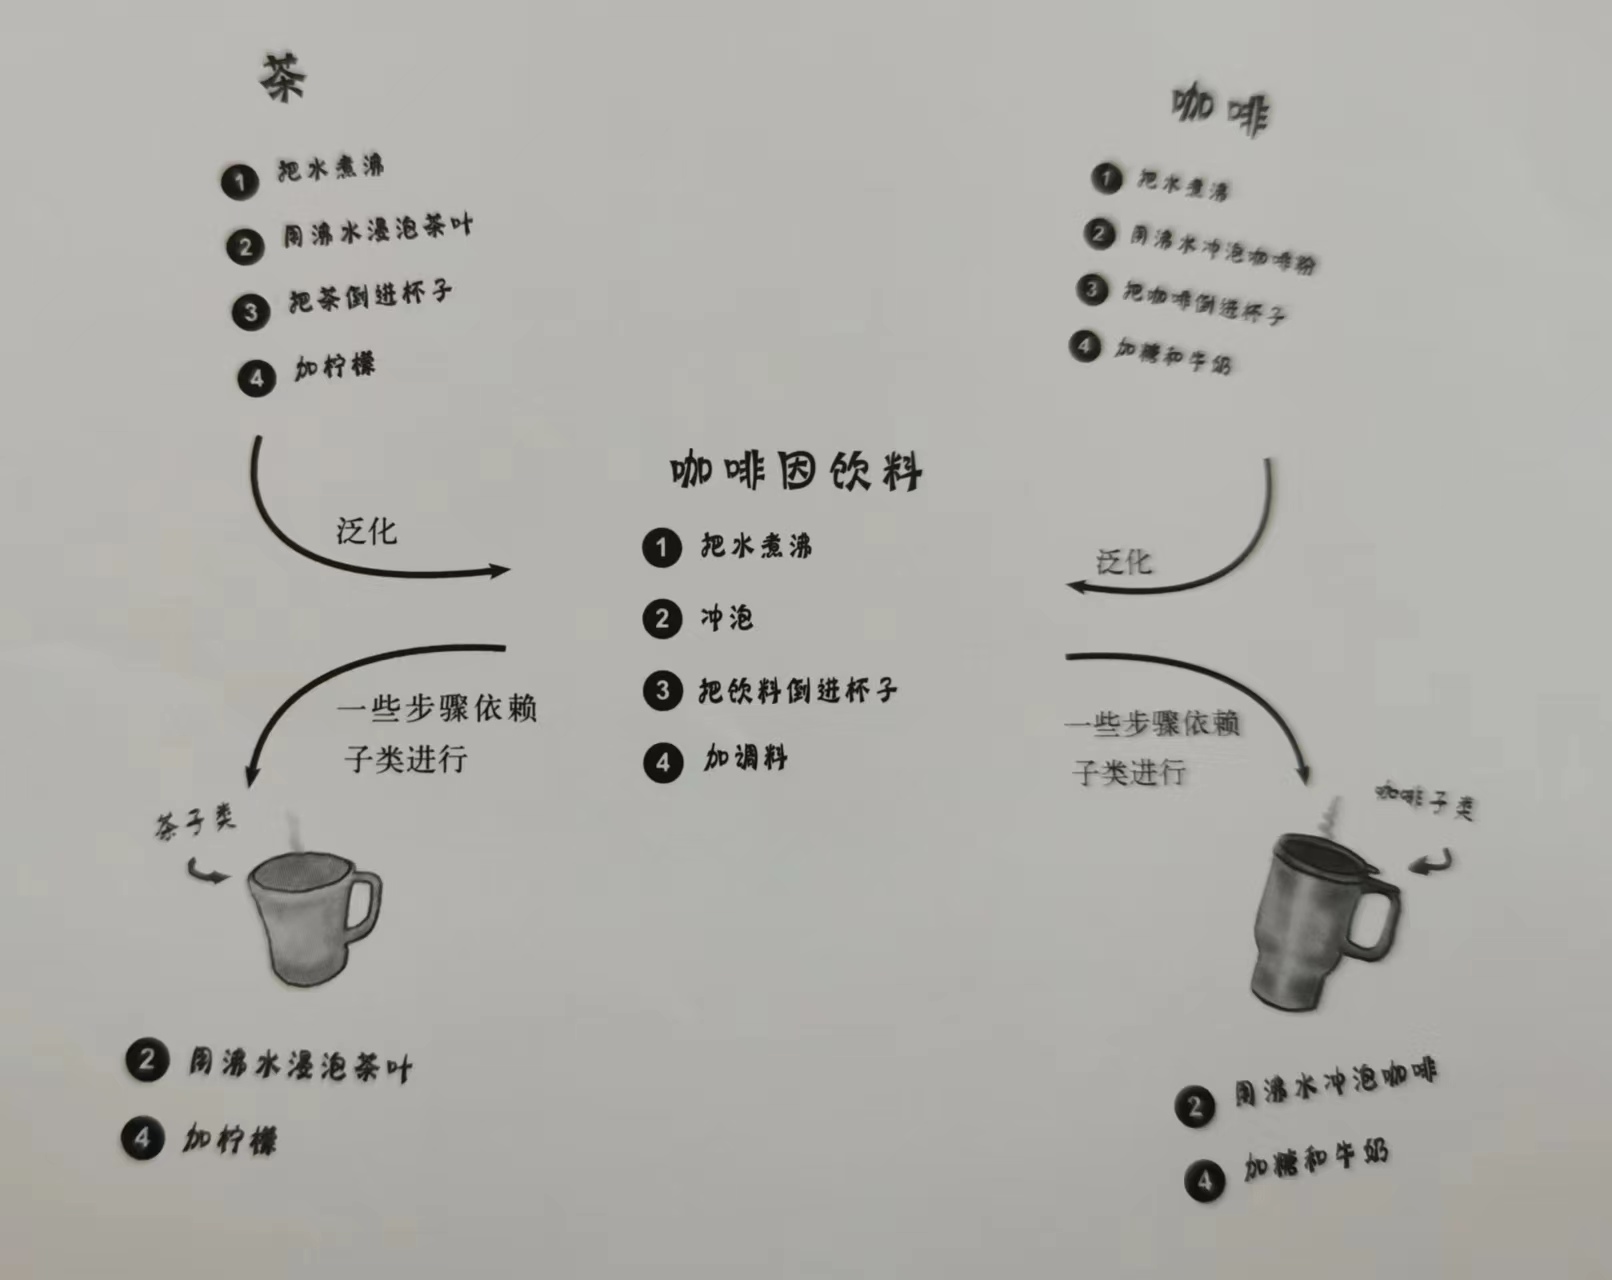 茶
1 把水煮沸
2 用沸水浸泡茶叶
3 把茶倒进杯子
4 加柠檬
咖啡
1 把水煮沸
2 用沸水冲泡咖啡粉
3 把咖啡倒进杯子
4 加糖和牛奶
咖啡因饮料
1 把水煮沸
2 冲泡
3 把饮料倒进杯子
4 加调料
泛化
泛化
一些步骤依赖
子类进行
一些步骤依赖
子类进行
茶子类
咖啡子类
2 用沸水浸泡茶叶
4 加柠檬
2 用沸水冲泡咖啡
4 加糖和牛奶